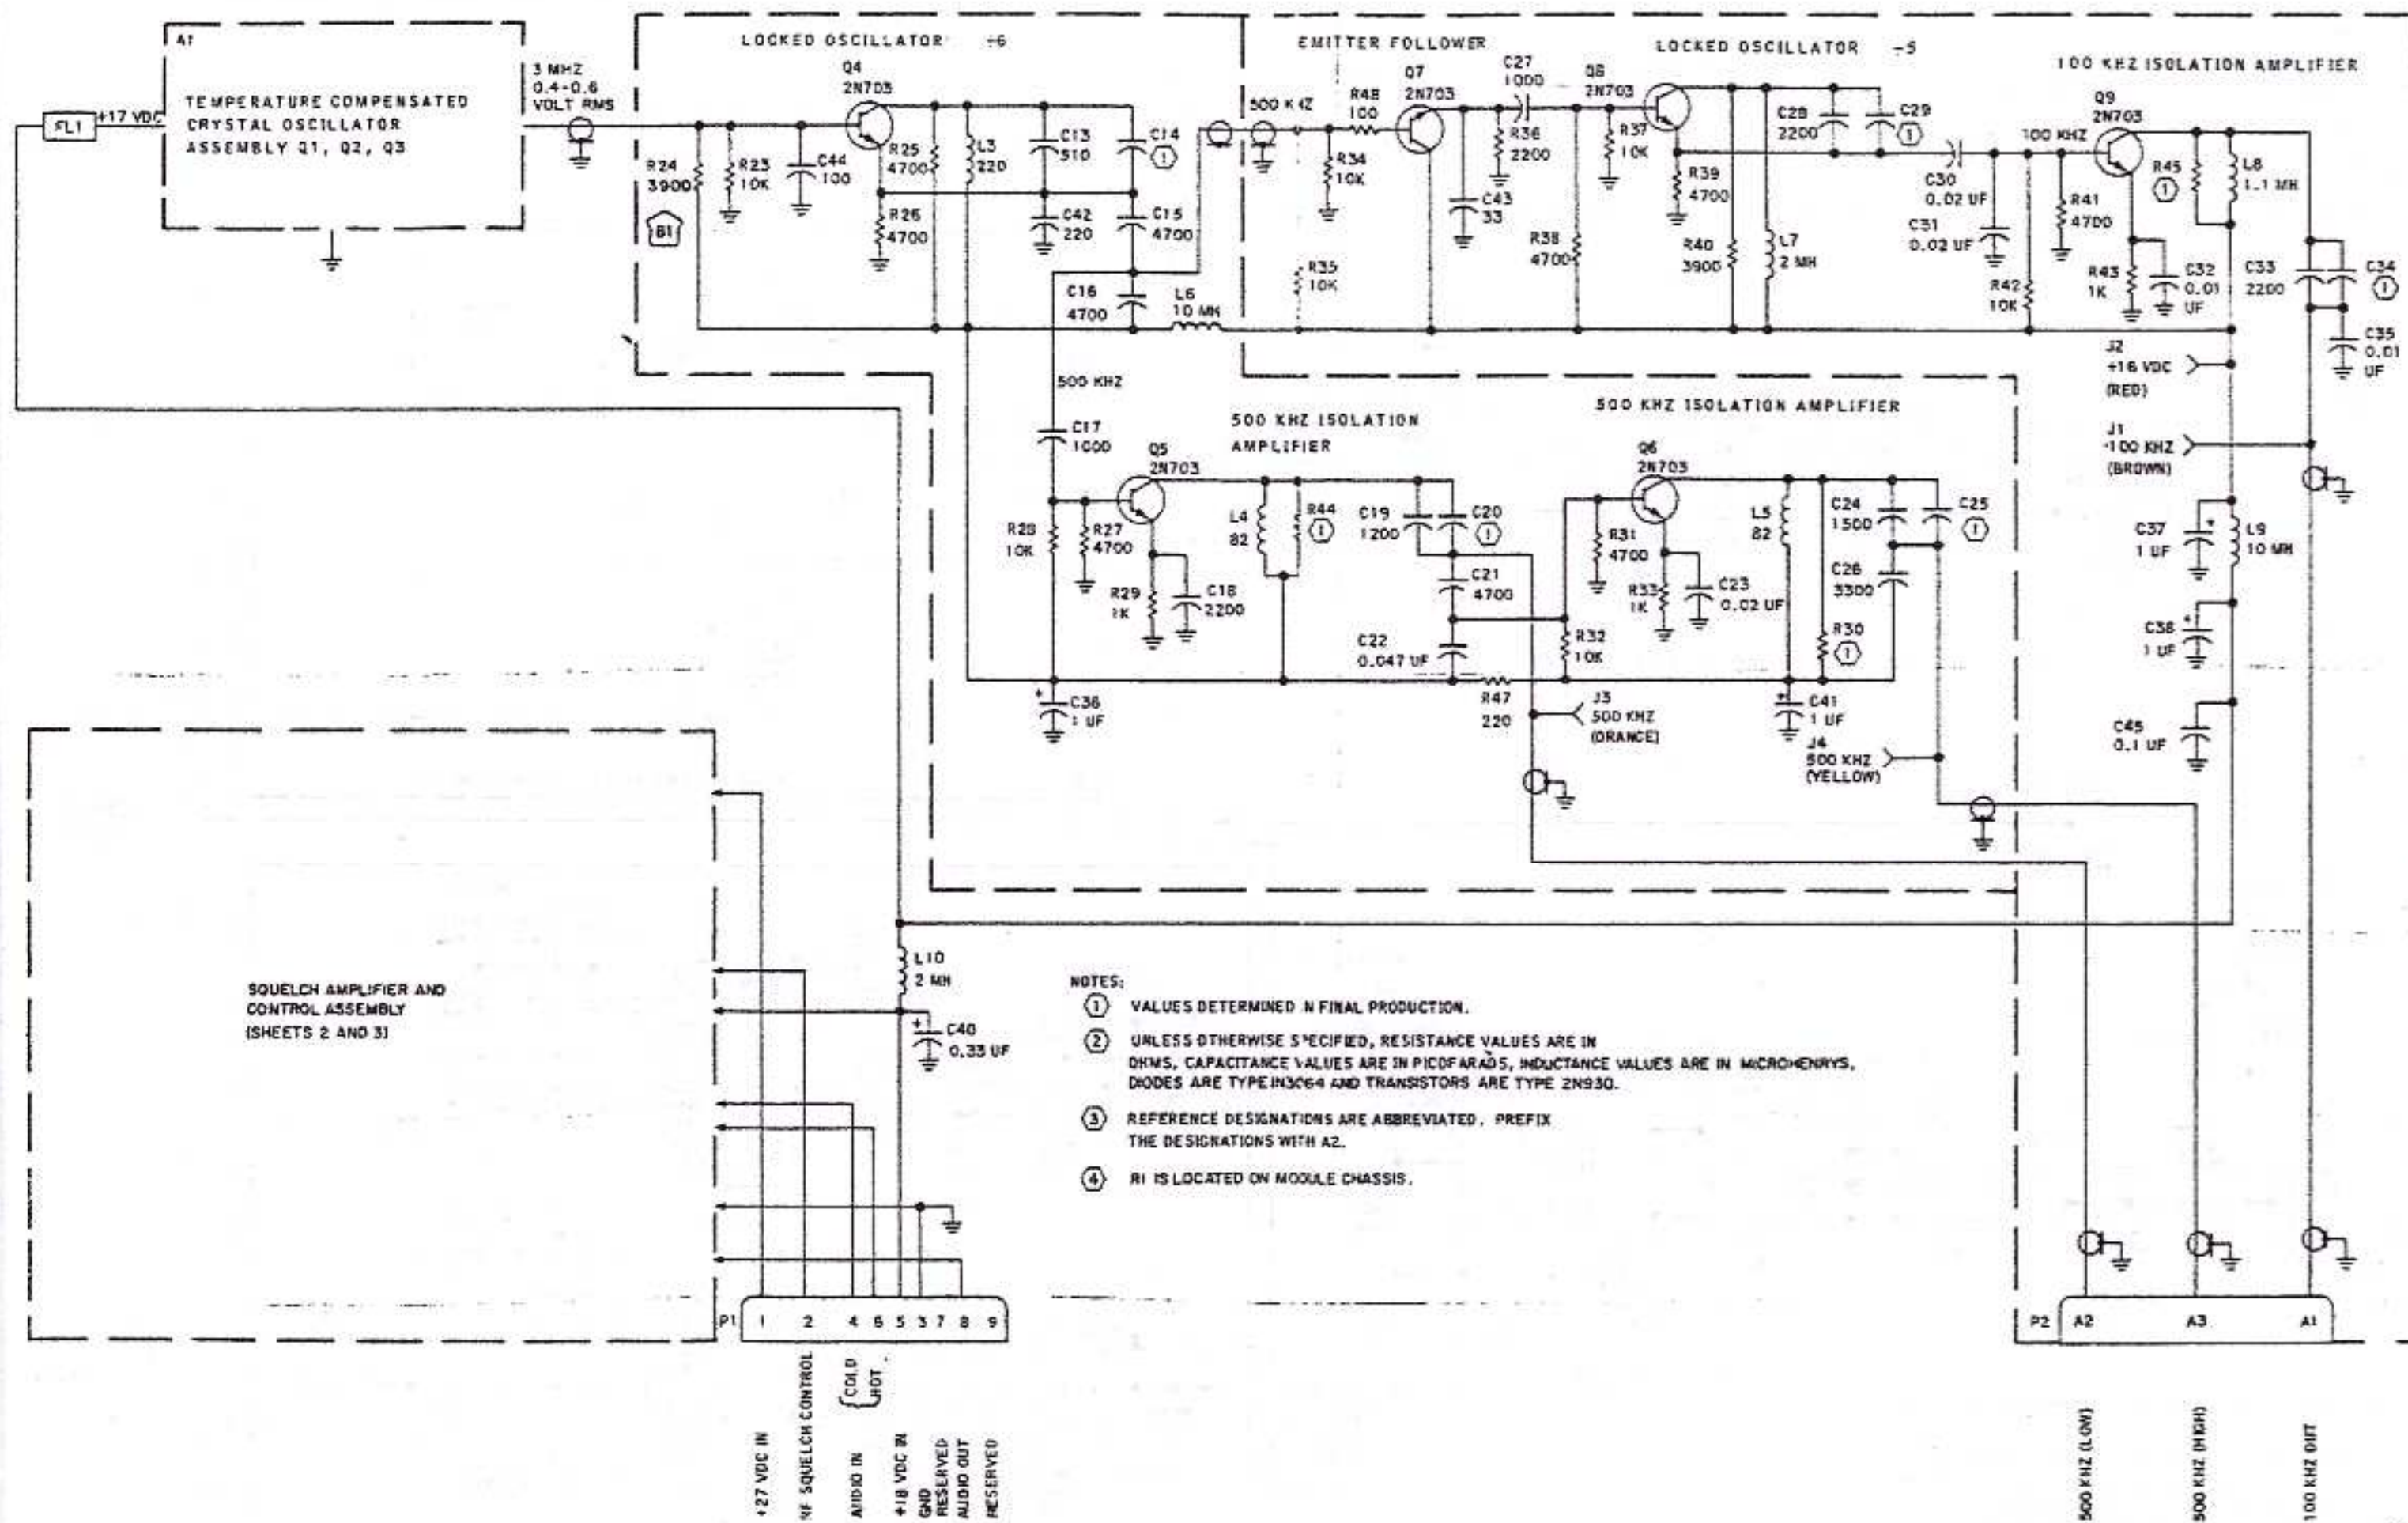 A1
TEMPERATURE COMPENSATED
CRYSTAL OSCILLATOR
ASSEMBLY Q1, Q2, Q3
FL1
+17 VDC
3 MHZ
0.4-0.6
VOLT RMS
LOCKED OSCILLATOR ÷6
Q4
2N703
R24
3900
B1
R23
10K
C44
100
R25
4700
R26
4700
L3
220
C13
510
C14
1
C42
220
C15
4700
C16
4700
L6
10 MH
500 KHZ
EMITTER FOLLOWER
500 KHZ
R48
100
Q7
2N703
R34
10K
R35
10K
C27
1000
R36
2200
C43
33
LOCKED OSCILLATOR ÷5
Q8
2N703
R37
10K
R38
4700
R39
4700
R40
3900
L7
2 MH
C28
2200
C29
1
C30
0.02 UF
C31
0.02 UF
100 KHZ ISOLATION AMPLIFIER
100 KHZ
Q9
2N703
R41
4700
R42
10K
R43
1K
C32
0.01
UF
R45
1
L8
1.1 MH
C33
2200
C34
1
C35
0.01
UF
J2
+16 VDC
(RED)
J1
100 KHZ
(BROWN)
C37
+
1 UF
L9
10 MH
C38
+
1 UF
C45
0.1 UF
500 KHZ ISOLATION
AMPLIFIER
C17
1000
Q5
2N703
R28
10K
R27
4700
R29
1K
C18
2200
L4
82
R44
1
C19
1200
C20
1
C21
4700
C22
0.047 UF
+
C36
1 UF
R47
220
500 KHZ ISOLATION AMPLIFIER
Q6
2N703
R31
4700
R33
1K
C23
0.02 UF
R32
10K
L5
82
C24
1500
C25
1
C26
3300
R30
1
+
C41
1 UF
J3
500 KHZ
(ORANGE)
J4
500 KHZ
(YELLOW)
SQUELCH AMPLIFIER AND
CONTROL ASSEMBLY
(SHEETS 2 AND 3)
L10
2 MH
+
C40
0.33 UF
NOTES:
1 VALUES DETERMINED IN FINAL PRODUCTION.
2 UNLESS OTHERWISE SPECIFIED, RESISTANCE VALUES ARE IN
OHMS, CAPACITANCE VALUES ARE IN PICOFARADS, INDUCTANCE VALUES ARE IN MICROHENRYS,
DIODES ARE TYPE IN3064 AND TRANSISTORS ARE TYPE 2N930.
3 REFERENCE DESIGNATIONS ARE ABBREVIATED. PREFIX
THE DESIGNATIONS WITH A2.
4 R1 IS LOCATED ON MODULE CHASSIS.
P1 1 2 4 6 5 3 7 8 9
+27 VDC IN
SQUELCH CONTROL
COLD
HOT
AUDIO IN
+18 VDC IN
GND
RESERVED
AUDIO OUT
RESERVED
P2 A2 A3 A1
500 KHZ (LOW)
500 KHZ (HIGH)
100 KHZ OUT